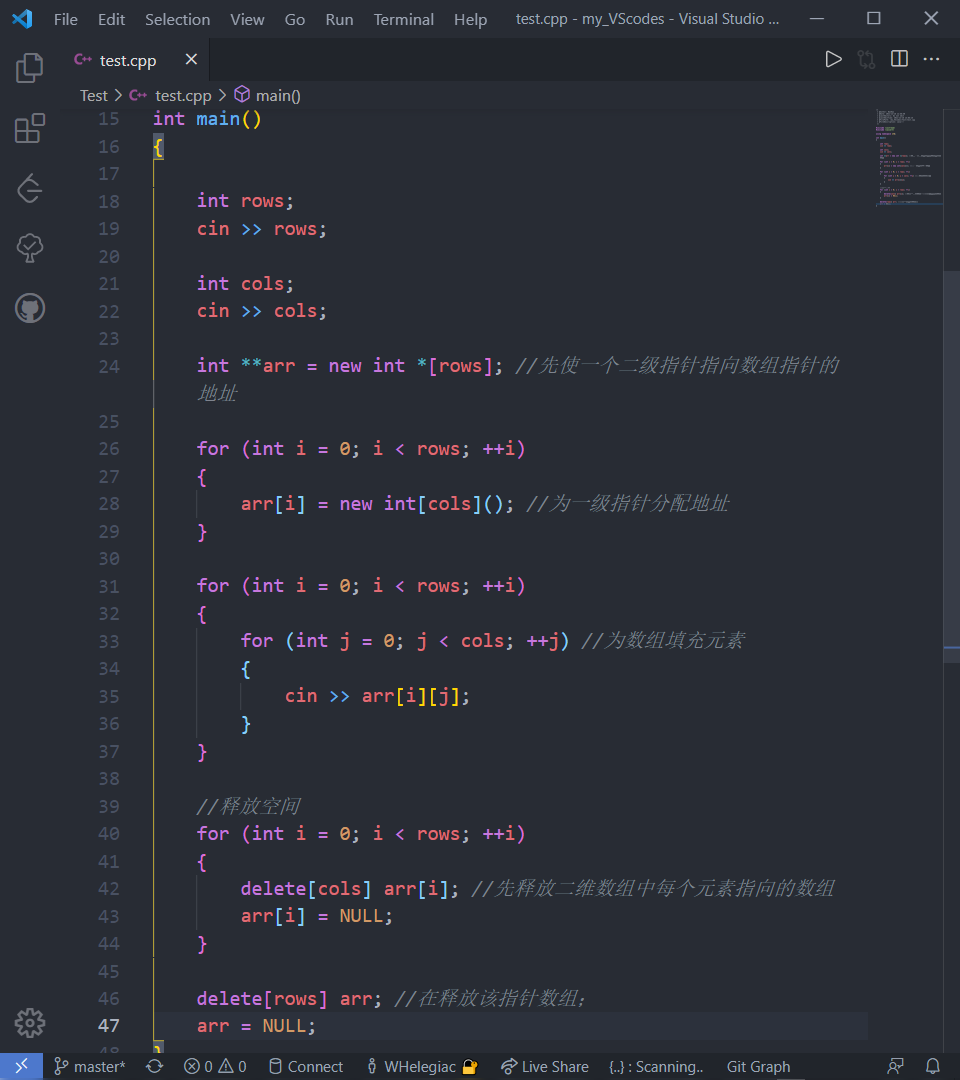 File Edit Selection View Go Run Terminal Help test.cpp - my_VScodes - Visual Studio ...
C++ test.cpp
Test > C++ test.cpp > main()
15 int main()
16 {
17
18 int rows;
19 cin >> rows;
20
21 int cols;
22 cin >> cols;
23
24 int **arr = new int *[rows]; //先使一个二级指针指向数组指针的
地址
25
26 for (int i = 0; i < rows; ++i)
27 {
28 arr[i] = new int[cols](); //为一级指针分配地址
29 }
30
31 for (int i = 0; i < rows; ++i)
32 {
33 for (int j = 0; j < cols; ++j) //为数组填充元素
34 {
35 cin >> arr[i][j];
36 }
37 }
38
39 //释放空间
40 for (int i = 0; i < rows; ++i)
41 {
42 delete[cols] arr[i]; //先释放二维数组中每个元素指向的数组
43 arr[i] = NULL;
44 }
45
46 delete[rows] arr; //在释放该指针数组;
47 arr = NULL;
48 }
master* 0 0 Connect WHelegiac Live Share {..} : Scanning.. Git Graph